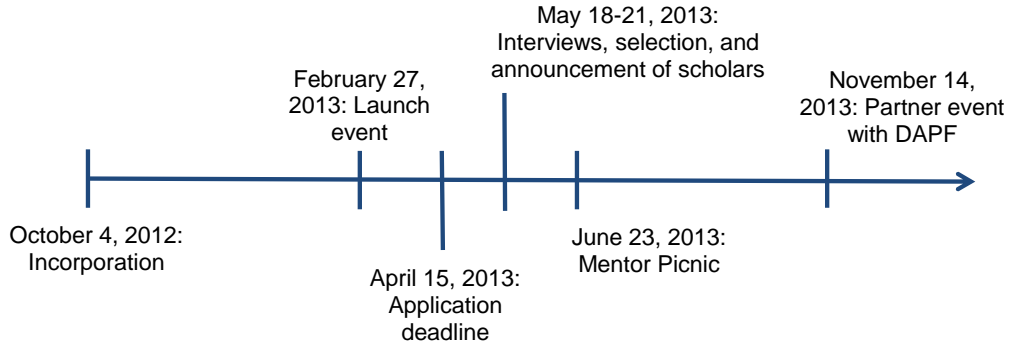 May 18-21, 2013:
Interviews, selection, and
announcement of scholars
February 27,
2013: Launch
event
November 14,
2013: Partner event
with DAPF
October 4, 2012:
Incorporation
April 15, 2013:
Application
deadline
June 23, 2013:
Mentor Picnic